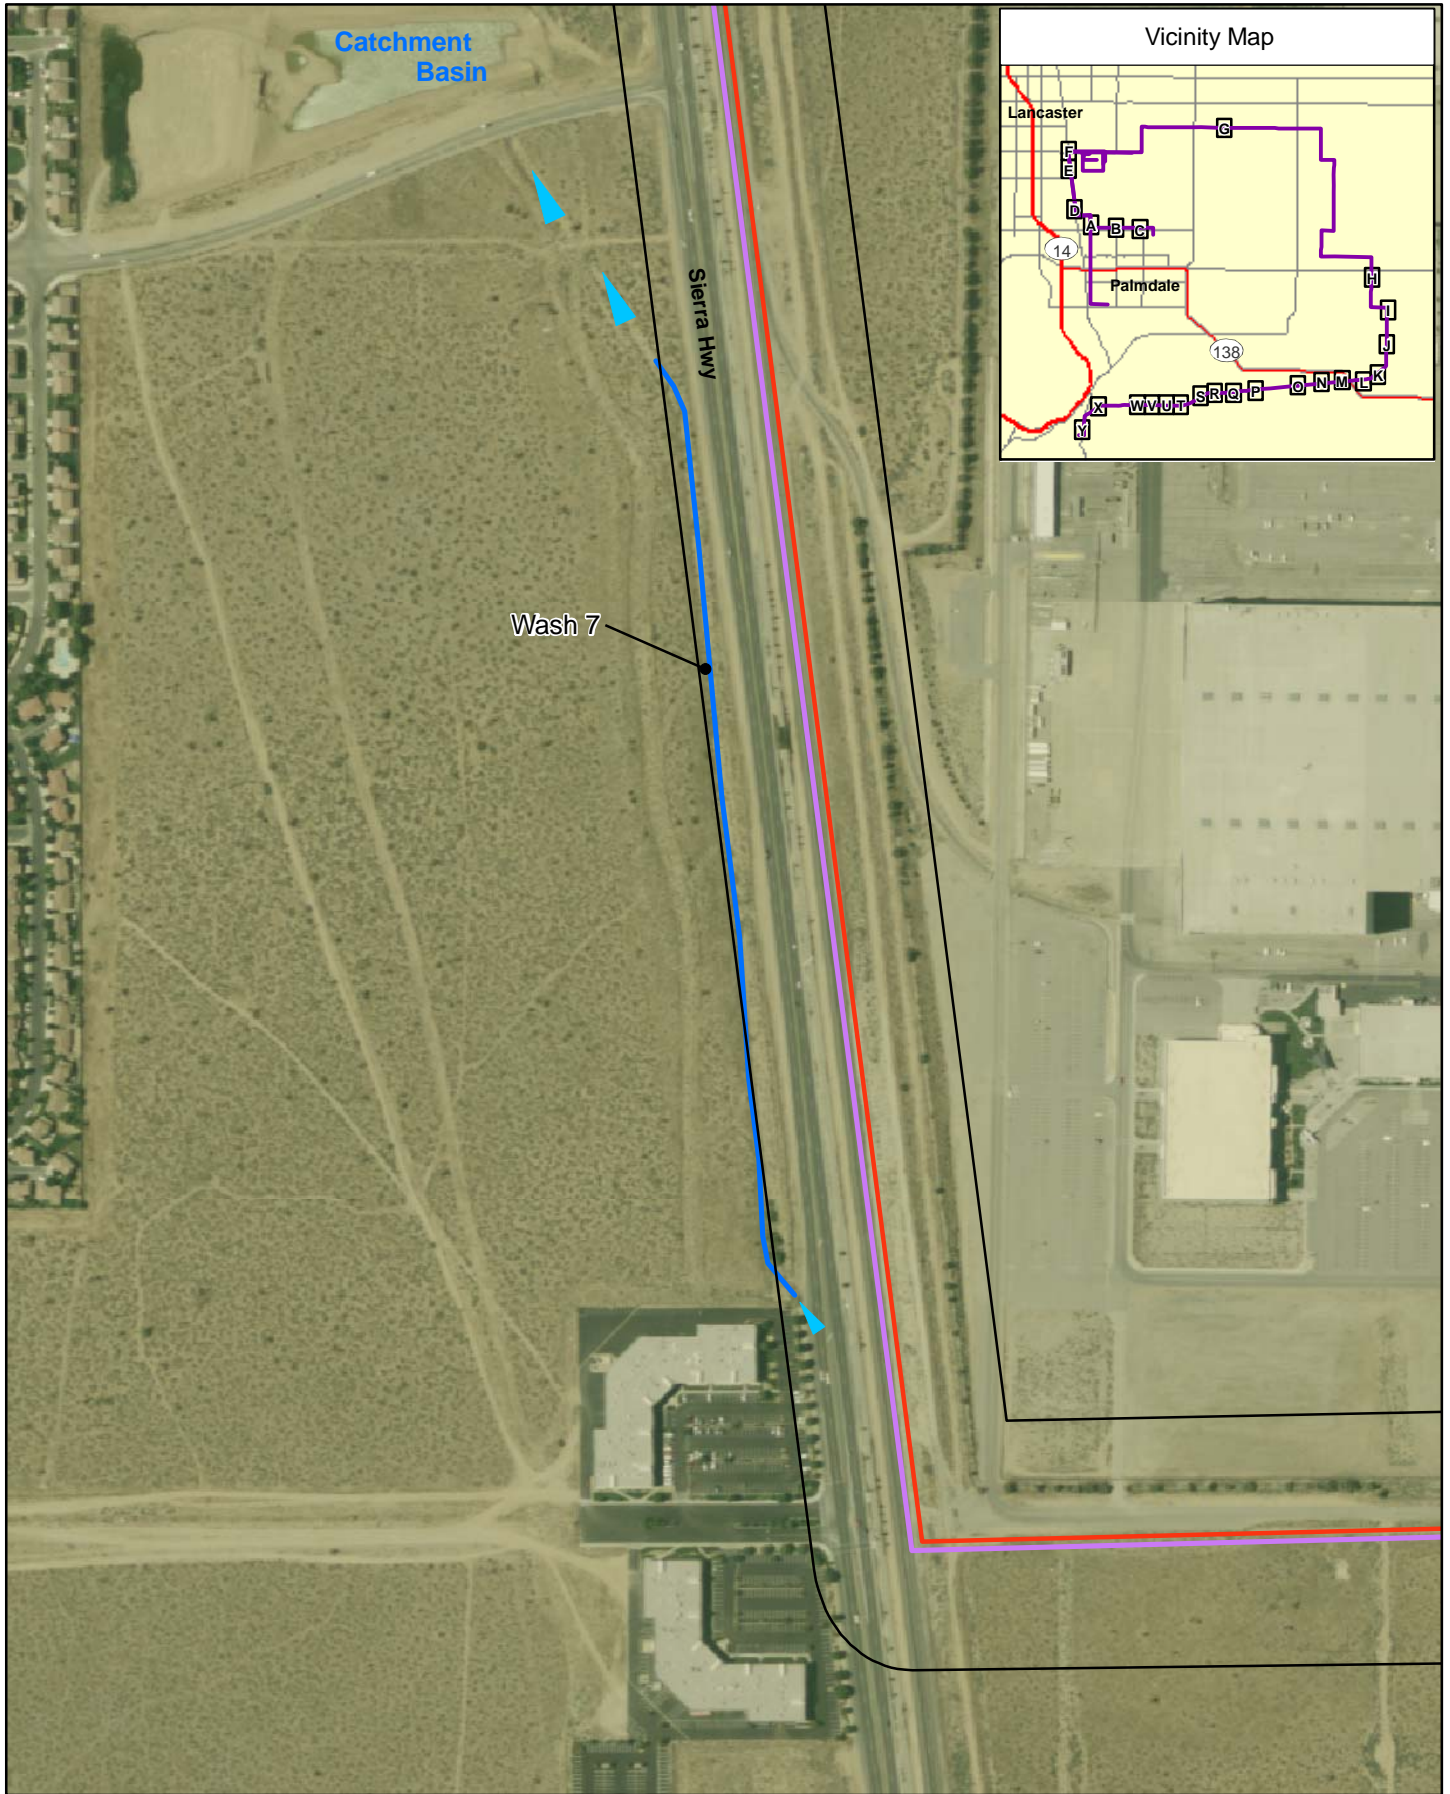 Catchment
Basin
Vicinity Map
Lancaster
G
F
E
D
A
B
C
14
H
Palmdale
I
J
138
K
L
M
N
O
P
Q
R
S
T
U
V
W
X
Y
Sierra Hwy
Wash 7